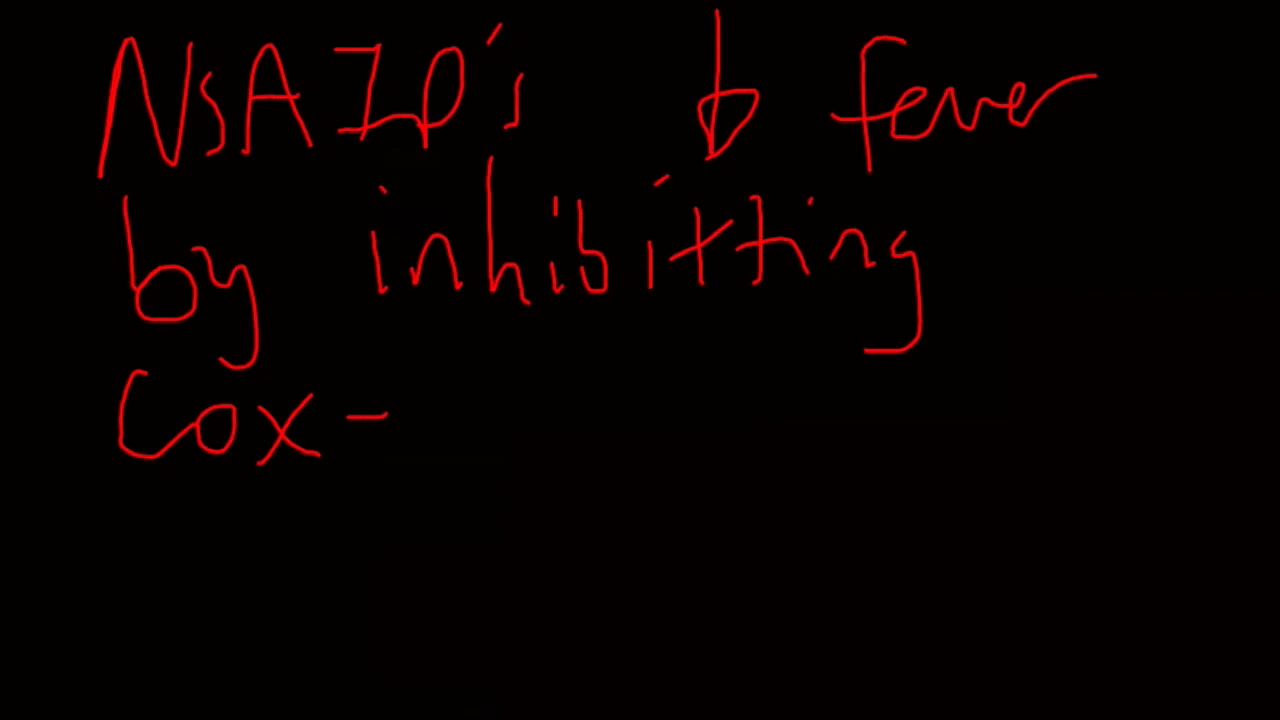 NSAID's ↓ fever
by inhibitting
Cox-